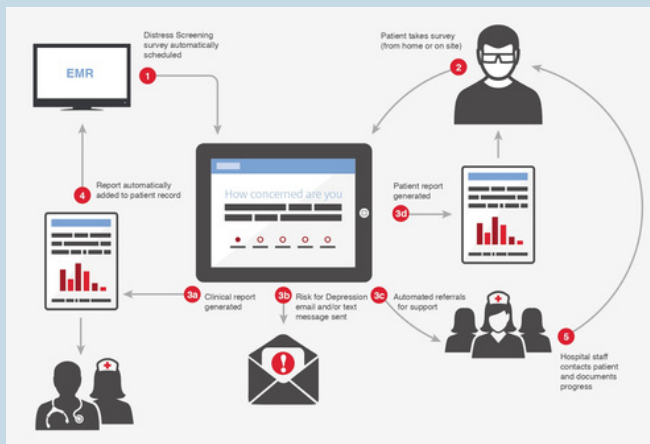 Distress Screening
survey automatically
scheduled
EMR
1
Patient takes survey
(from home or on site)
2
How concerned are you
4
Report automatically
added to patient record
Patient report
generated
3d
3a
Clinical report
generated
3b
Risk for Depression
email and/or text
message sent
3c
Automated referrals
for support
5
Hospital staff
contacts patient
and documents
progress